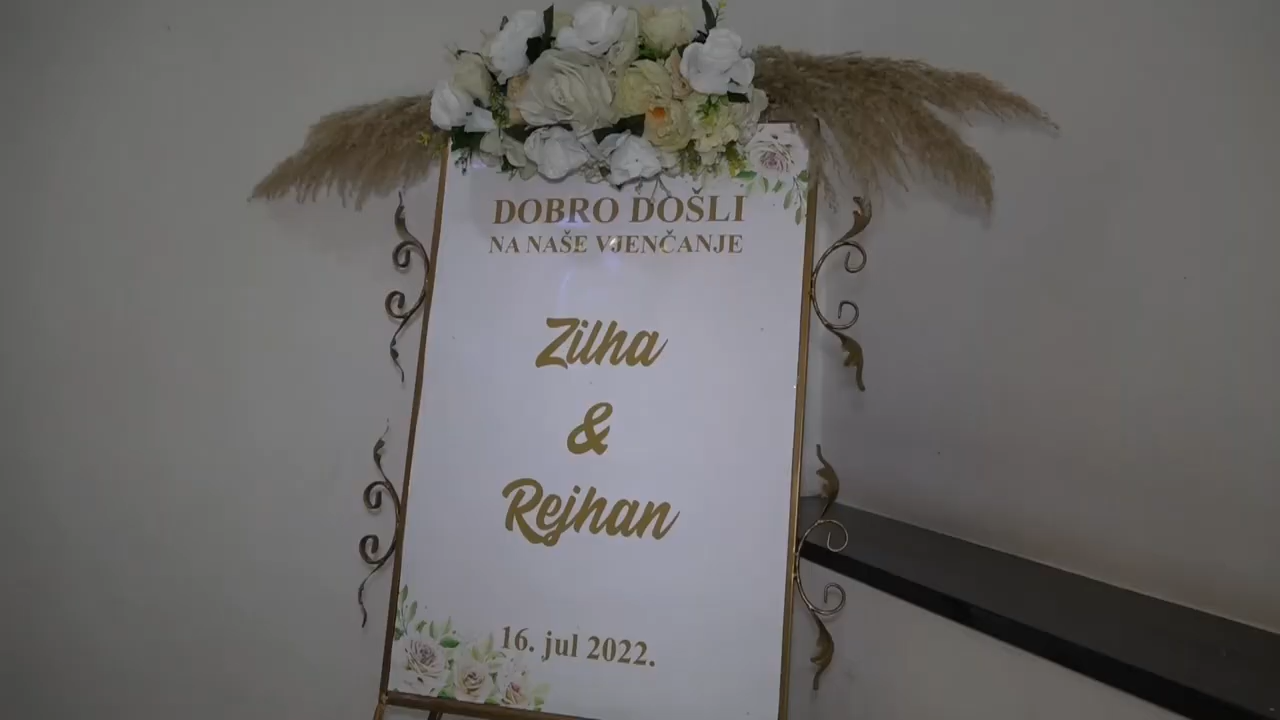 DOBRO DOŠLI
NA NAŠE VJENČANJE
Zilha
&
Rejhan
16. jul 2022.